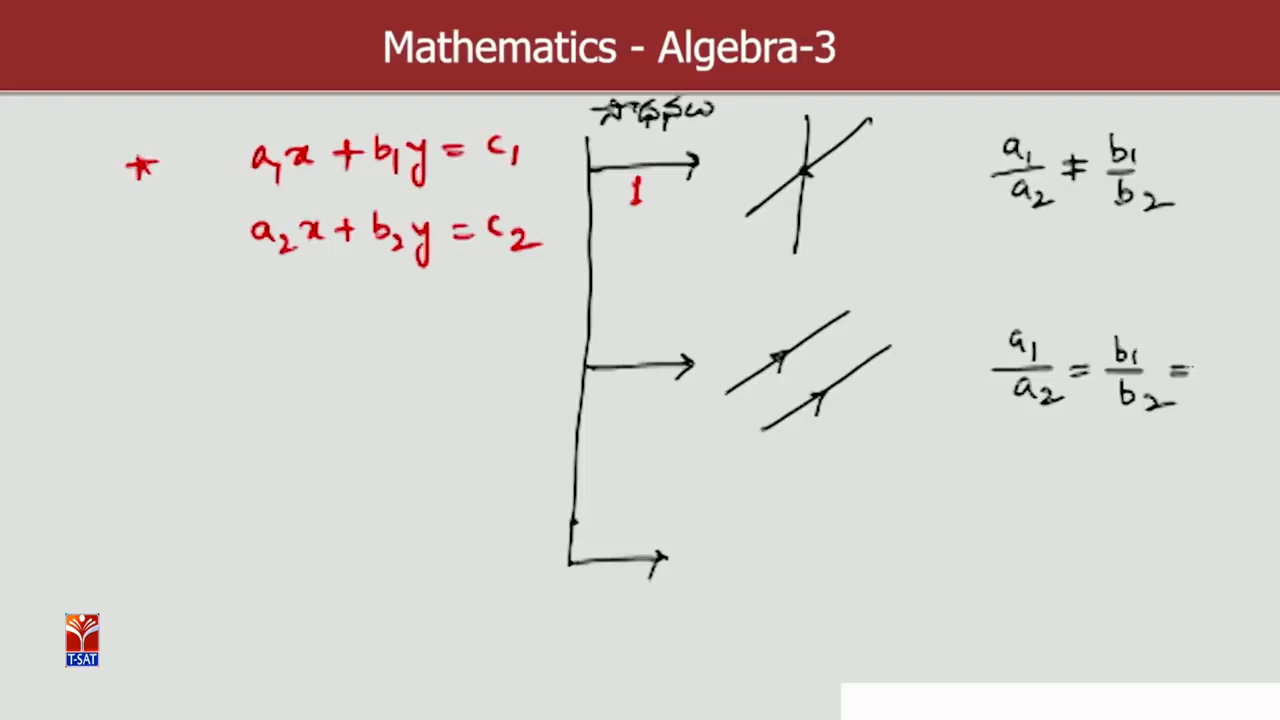 Mathematics - Algebra-3
సాధనలు
* a₁x + b₁y = c₁
a₂x + b₂y = c₂
1
a₁/a₂ ≠ b₁/b₂
a₁/a₂ = b₁/b₂ =
T-SAT